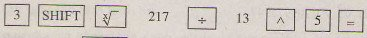 3 SHIFT ˣ√ 217 ÷ 13 ^ 5 =